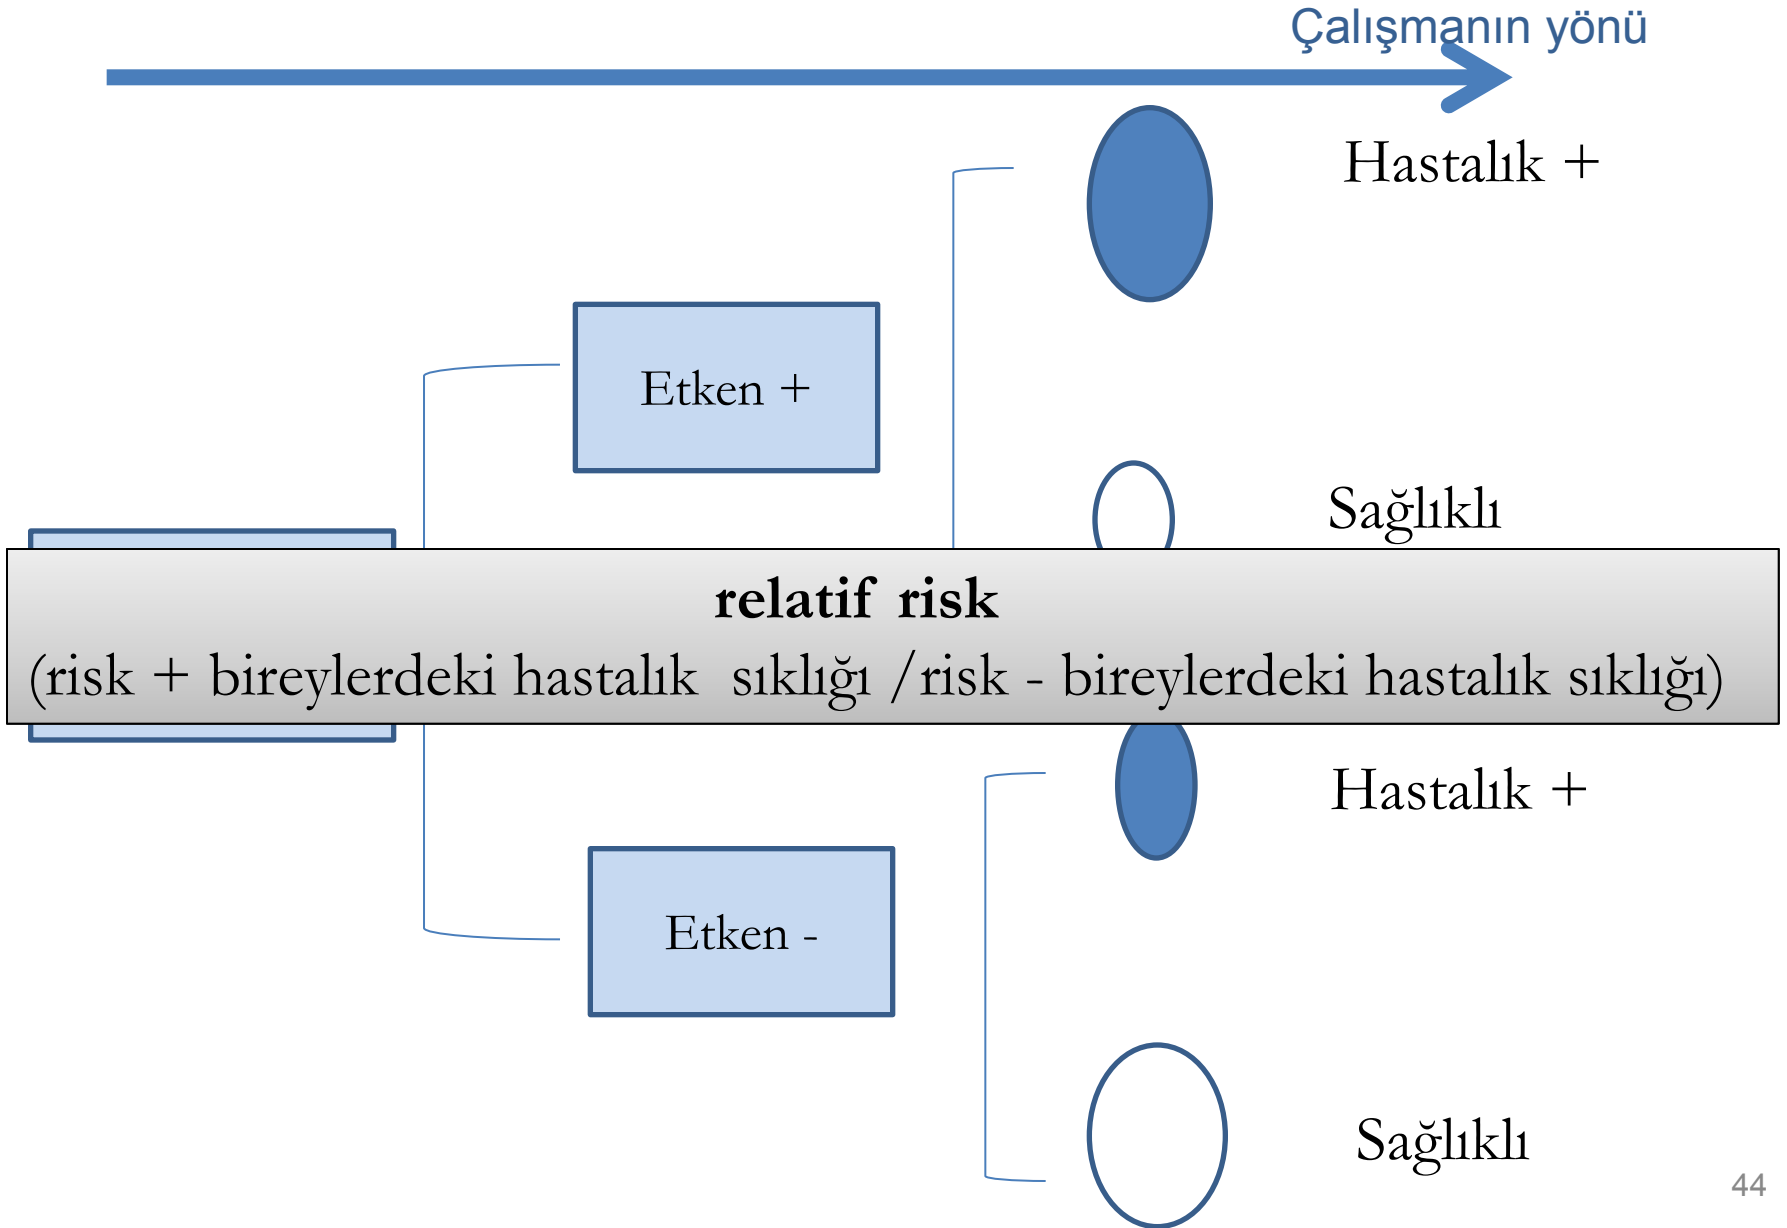 Çalışmanın yönü
Hastalık +
Etken +
Sağlıklı
relatif risk
(risk + bireylerdeki hastalık sıklığı /risk - bireylerdeki hastalık sıklığı)
Hastalık +
Etken -
Sağlıklı
44